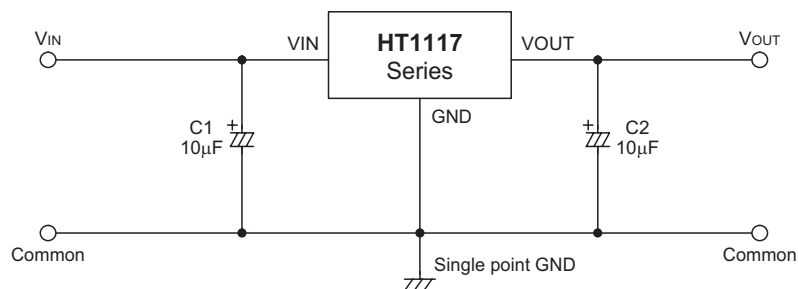 VIN
VIN
HT1117
Series
VOUT
VOUT
GND
+
C1
10μF
+
C2
10μF
Common
Single point GND
Common